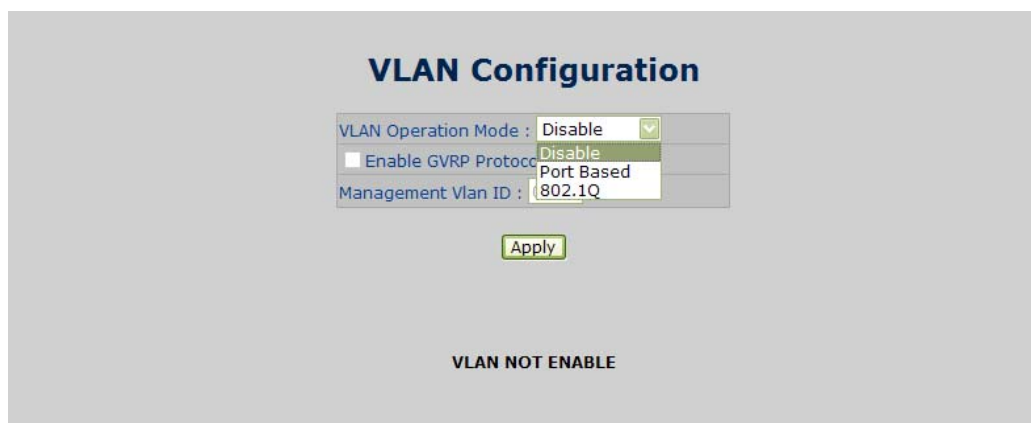 VLAN Configuration
VLAN Operation Mode : Disable
Disable
Enable GVRP
Port Based
Management Vlan ID :
802.1Q
Apply
VLAN NOT ENABLE